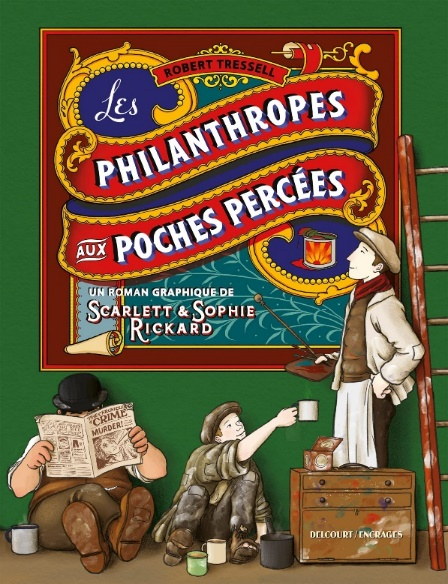 ROBERT TRESSELL
LES
PHILANTHROPES
AUX POCHES PERCÉES
UN ROMAN GRAPHIQUE DE
SCARLETT & SOPHIE
RICKARD
CRIME
MURDER!
DELCOURT/ENCRAGES